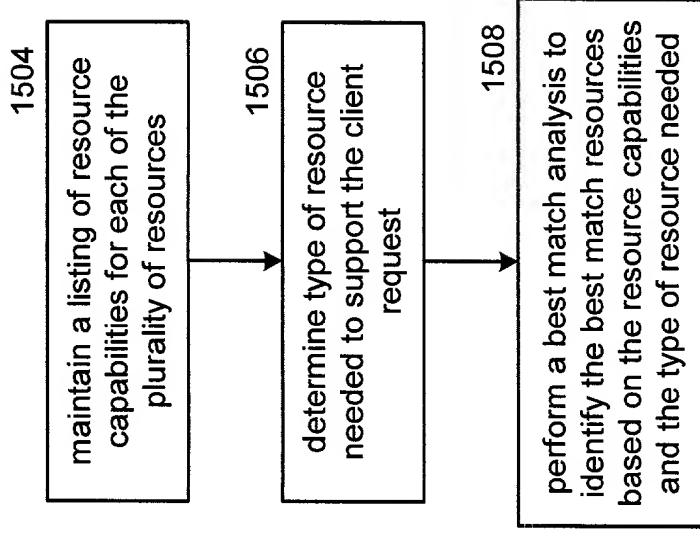 1504
maintain a listing of resource
capabilities for each of the
plurality of resources
1506
determine type of resource
needed to support the client
request
1508
perform a best match analysis to
identify the best match resources
based on the resource capabilities
and the type of resource needed